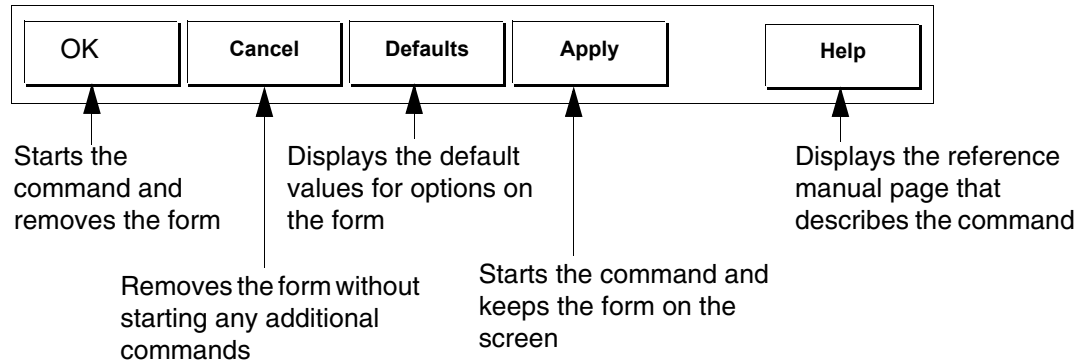 OK
Cancel
Defaults
Apply
Help
Starts the
command and
removes the form
Displays the default
values for options on
the form
Displays the reference
manual page that
describes the command
Removes the form without
starting any additional
commands
Starts the command and
keeps the form on the
screen